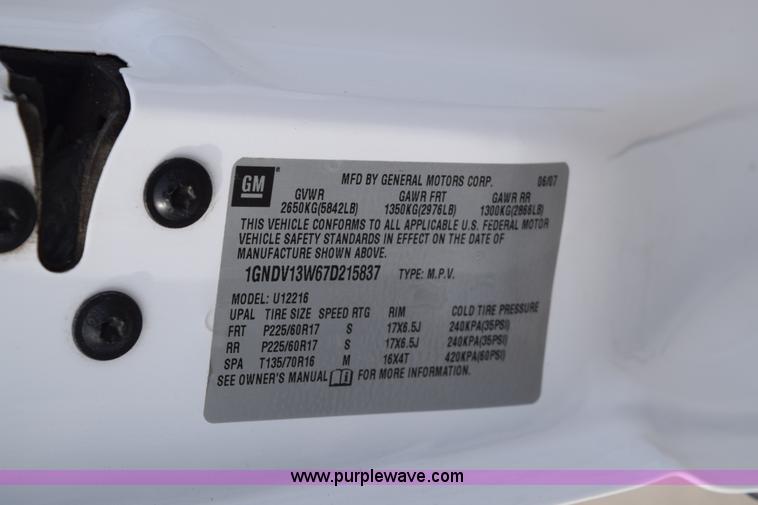 GM
MFD BY GENERAL MOTORS CORP. 06/07
GVWR GAWR FRT GAWR RR
2650KG(5842LB) 1350KG(2976LB) 1300KG(2866LB)
THIS VEHICLE CONFORMS TO ALL APPLICABLE U.S. FEDERAL MOTOR
VEHICLE SAFETY STANDARDS IN EFFECT ON THE DATE OF
MANUFACTURE SHOWN ABOVE.
1GNDV13W67D215837 TYPE: M.P.V.
MODEL: U12216
UPAL TIRE SIZE SPEED RTG RIM COLD TIRE PRESSURE
FRT P225/60R17 S 17X6.5J 240KPA(35PSI)
RR P225/60R17 S 17X6.5J 240KPA(35PSI)
SPA T135/70R16 M 16X4T 420KPA(60PSI)
SEE OWNER'S MANUAL FOR MORE INFORMATION.
www.purplewave.com